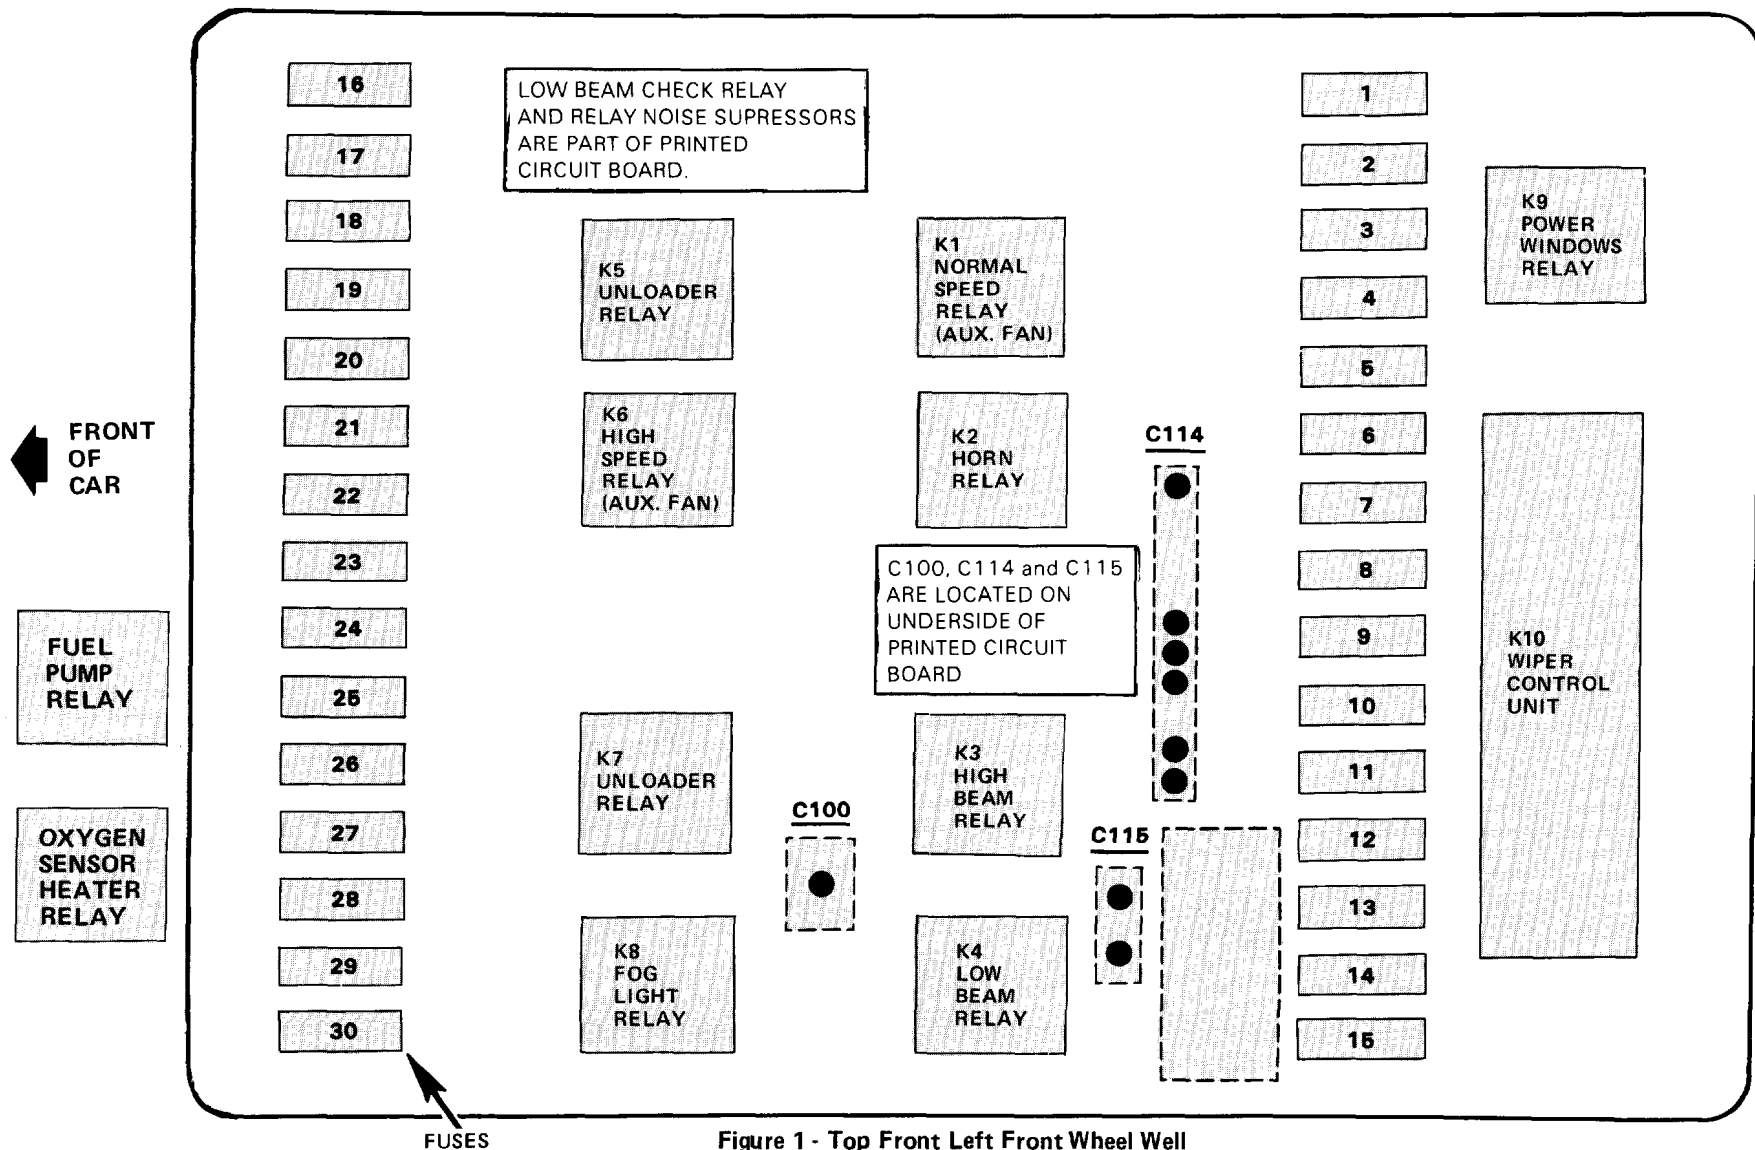 16
17
18
19
20
21
22
23
24
25
26
27
28
29
30
FUSES
FRONT
OF
CAR
FUEL
PUMP
RELAY
OXYGEN
SENSOR
HEATER
RELAY
LOW BEAM CHECK RELAY
AND RELAY NOISE SUPRESSORS
ARE PART OF PRINTED
CIRCUIT BOARD.
K5
UNLOADER
RELAY
K6
HIGH
SPEED
RELAY
(AUX. FAN)
K7
UNLOADER
RELAY
K8
FOG
LIGHT
RELAY
C100
K1
NORMAL
SPEED
RELAY
(AUX. FAN)
K2
HORN
RELAY
C100, C114 and C115
ARE LOCATED ON
UNDERSIDE OF
PRINTED CIRCUIT
BOARD
K3
HIGH
BEAM
RELAY
K4
LOW
BEAM
RELAY
C114
C115
1
2
3
4
5
6
7
8
9
10
11
12
13
14
15
K9
POWER
WINDOWS
RELAY
K10
WIPER
CONTROL
UNIT
Figure 1 - Top Front Left Front Wheel Well